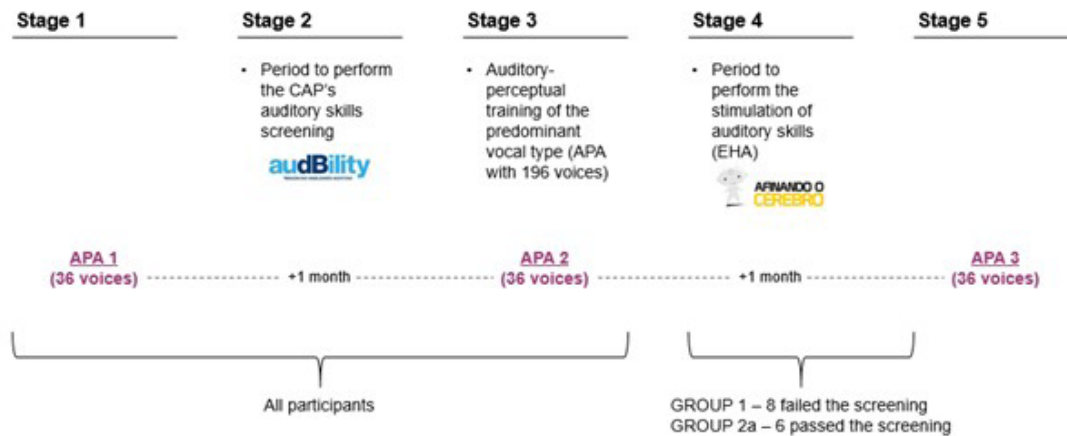 Stage 1
Stage 2
Stage 3
Stage 4
Stage 5
• Period to perform
the CAP's
auditory skills
screening
audBility
• Auditory-
perceptual
training of the
predominant
vocal type (APA
with 196 voices)
• Period to
perform the
stimulation of
auditory skills
(EHA)
AFINANDO O
CEREBRO
APA 1
(36 voices)
+1 month
APA 2
(36 voices)
+1 month
APA 3
(36 voices)
All participants
GROUP 1 – 8 failed the screening
GROUP 2a – 6 passed the screening